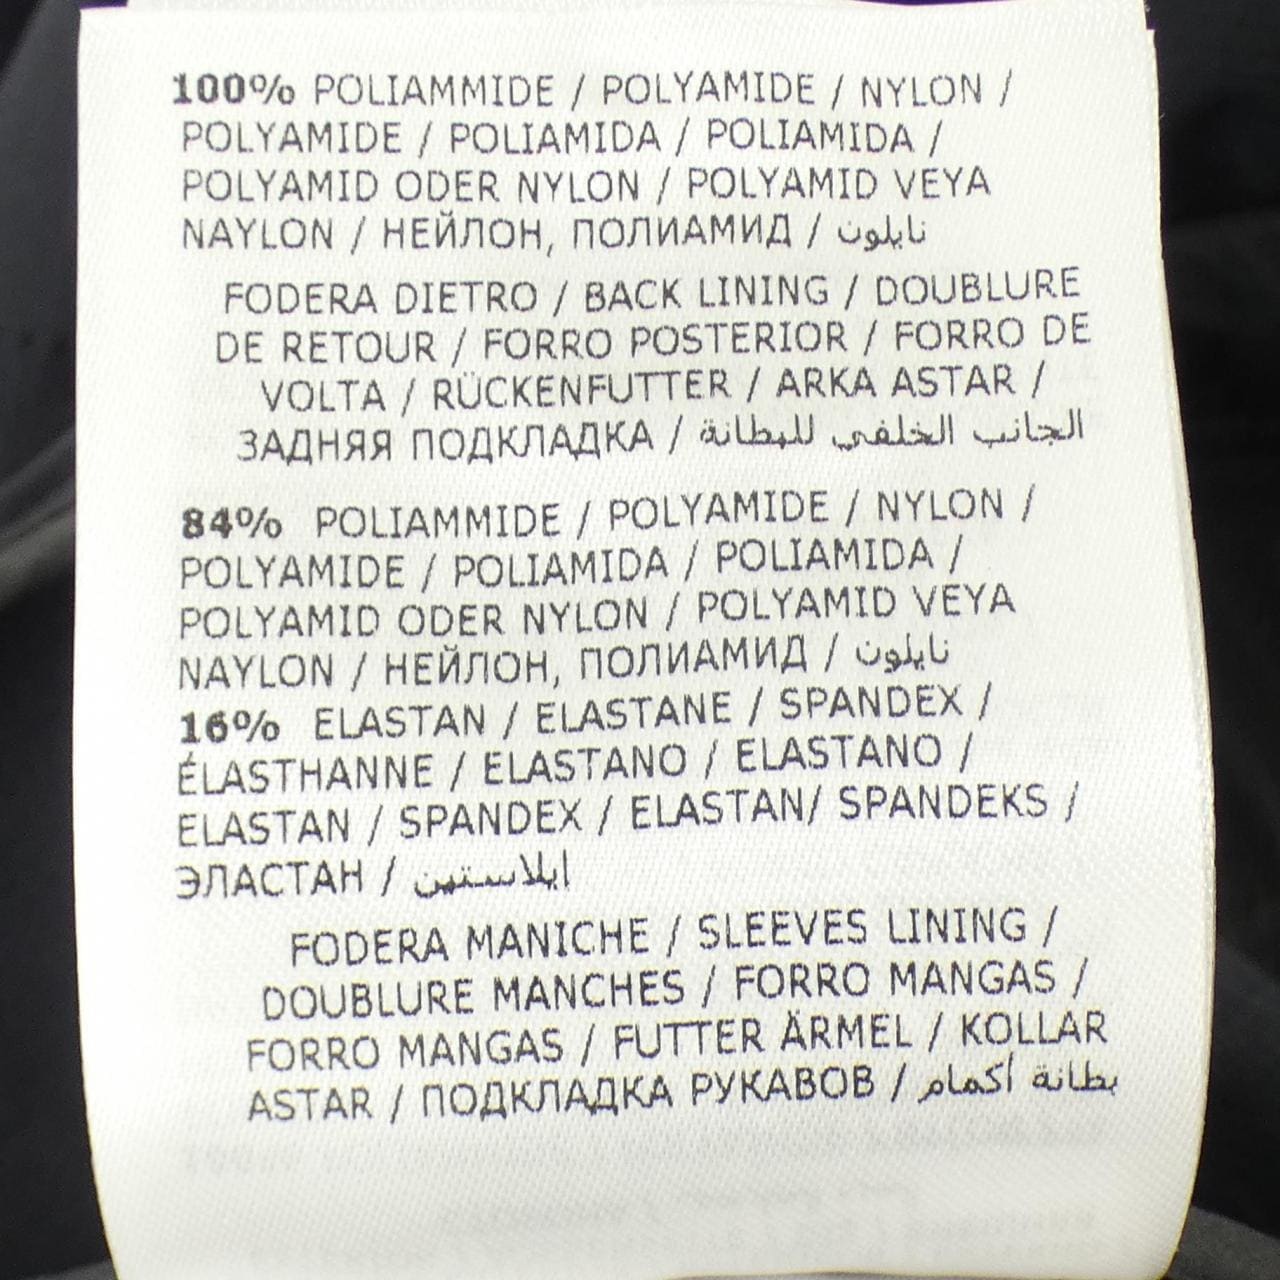 100% POLIAMMIDE / POLYAMIDE / NYLON /
POLYAMIDE / POLIAMIDA / POLIAMIDA /
POLYAMID ODER NYLON / POLYAMID VEYA
NAYLON / НЕЙЛОН, ПОЛИАМИД / نايلون
FODERA DIETRO / BACK LINING / DOUBLURE
DE RETOUR / FORRO POSTERIOR / FORRO DE
VOLTA / RÜCKENFUTTER / ARKA ASTAR /
ЗАДНЯЯ ПОДКЛАДКА / الجانب الخلفي للبطانة
84% POLIAMMIDE / POLYAMIDE / NYLON /
POLYAMIDE / POLIAMIDA / POLIAMIDA /
POLYAMID ODER NYLON / POLYAMID VEYA
NAYLON / НЕЙЛОН, ПОЛИАМИД / نايلون
16% ELASTAN / ELASTANE / SPANDEX /
ÉLASTHANNE / ELASTANO / ELASTANO /
ELASTAN / SPANDEX / ELASTAN/ SPANDEKS /
ЭЛАСТАН / ايلاستين
FODERA MANICHE / SLEEVES LINING /
DOUBLURE MANCHES / FORRO MANGAS /
FORRO MANGAS / FUTTER ÄRMEL / KOLLAR
ASTAR / ПОДКЛАДКА РУКАВОВ / بطانة أكمام